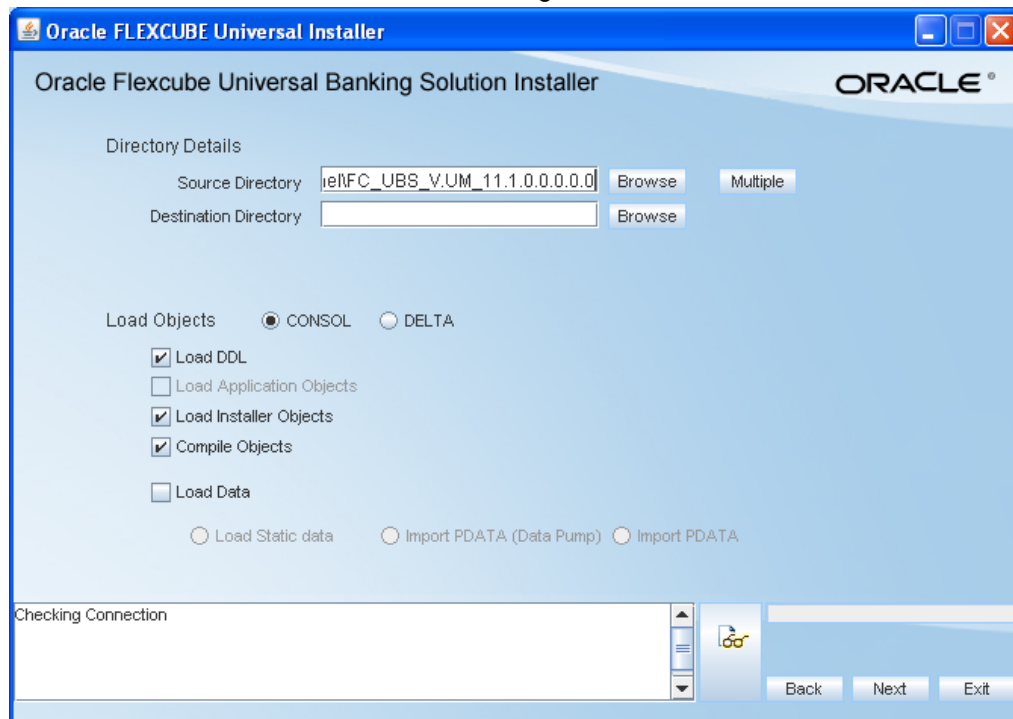 Oracle FLEXCUBE Universal Installer
Oracle Flexcube Universal Banking Solution Installer
ORACLE®
Directory Details
Source Directory
uel\FC_UBS_V.UM_11.1.0.0.0.0.0
Browse
Multiple
Destination Directory
Browse
Load Objects
CONSOL
DELTA
Load DDL
Load Application Objects
Load Installer Objects
Compile Objects
Load Data
Load Static data
Import PDATA (Data Pump)
Import PDATA
Checking Connection
Back
Next
Exit